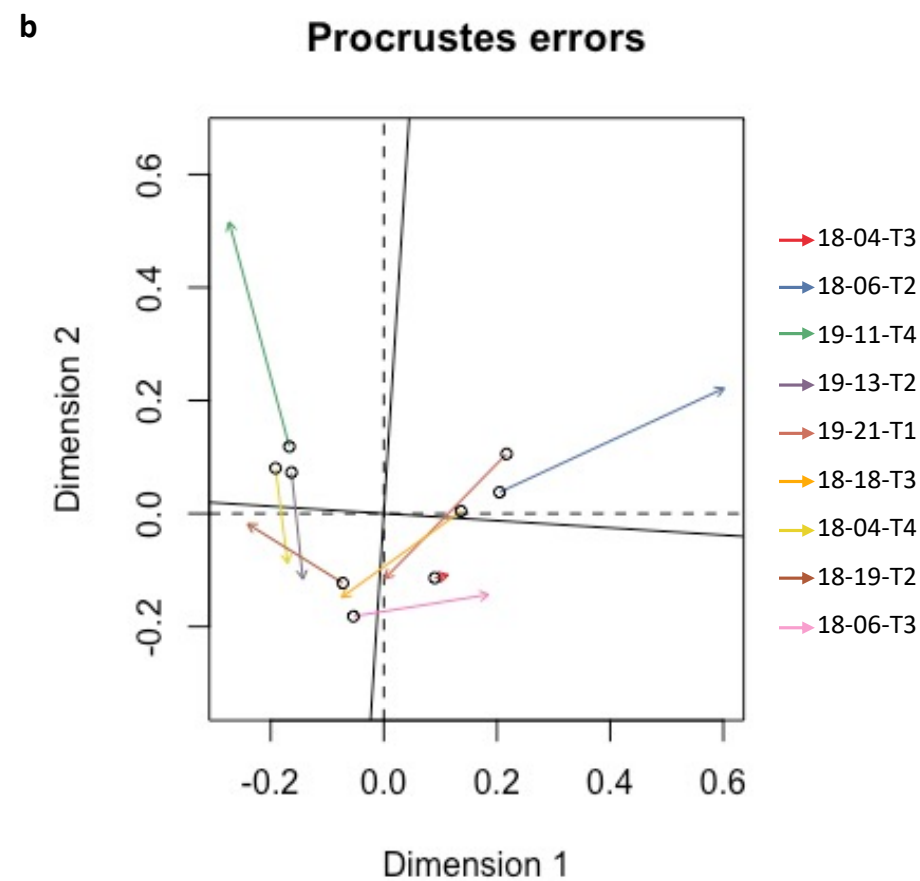 b
Procrustes errors
Dimension 2
0.6
0.4
0.2
0.0
-0.2
-0.2 0.0 0.2 0.4 0.6
Dimension 1
18-04-T3
18-06-T2
19-11-T4
19-13-T2
19-21-T1
18-18-T3
18-04-T4
18-19-T2
18-06-T3